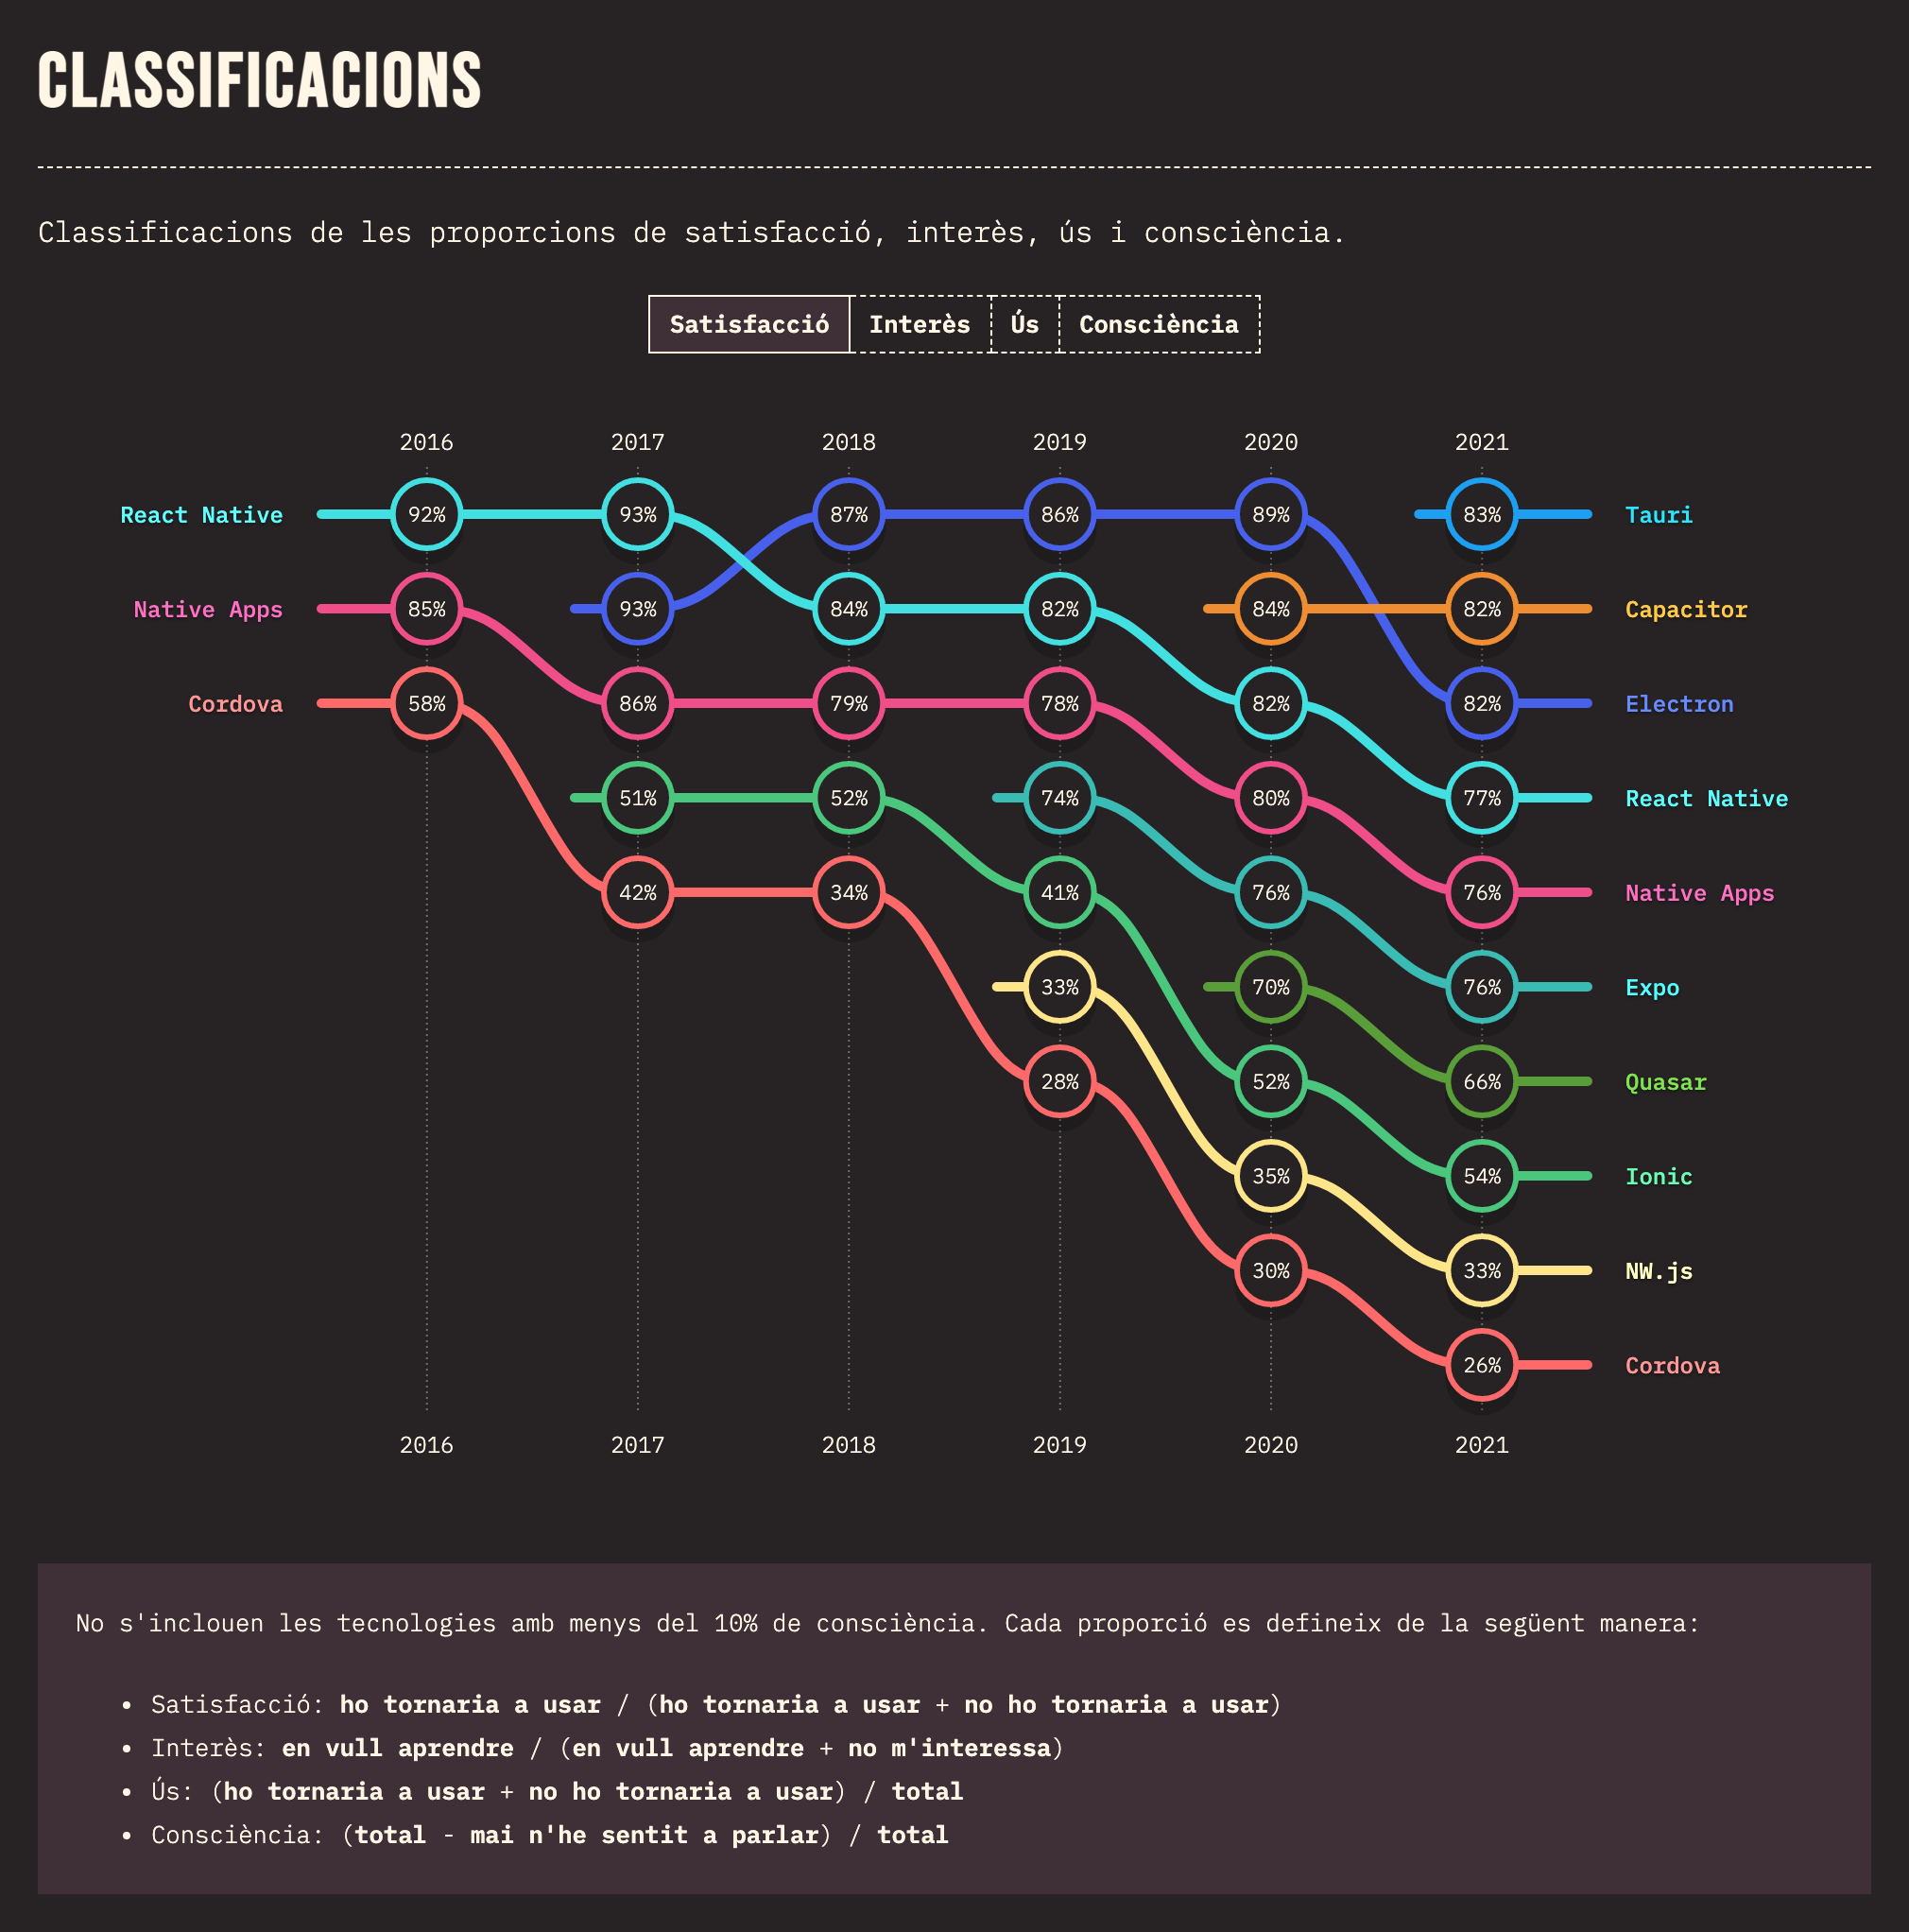 CLASSIFICACIONS
Classificacions de les proporcions de satisfacció, interès, ús i consciència.
Satisfacció Interès Ús Consciència
2016 2017 2018 2019 2020 2021
React Native 92% 93% 87% 86% 89% 83% Tauri
Native Apps 85% 93% 84% 82% 84% 82% Capacitor
Cordova 58% 86% 79% 78% 82% 82% Electron
51% 52% 74% 80% 77% React Native
42% 34% 41% 76% 76% Native Apps
33% 70% 76% Expo
28% 52% 66% Quasar
35% 54% Ionic
30% 33% NW.js
26% Cordova
2016 2017 2018 2019 2020 2021
No s'inclouen les tecnologies amb menys del 10% de consciència. Cada proporció es defineix de la següent manera:
• Satisfacció: ho tornaria a usar / (ho tornaria a usar + no ho tornaria a usar)
• Interès: en vull aprendre / (en vull aprendre + no m'interessa)
• Ús: (ho tornaria a usar + no ho tornaria a usar) / total
• Consciència: (total - mai n'he sentit a parlar) / total